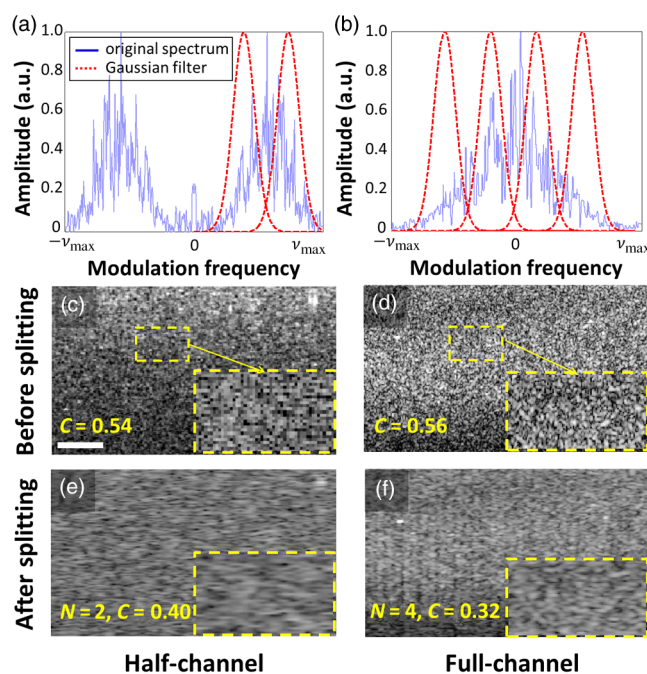 (a)
original spectrum
Gaussian filter
Amplitude (a.u.)
1.0
0.8
0.6
0.4
0.2
0
−νmax
0
νmax
Modulation frequency
(b)
Amplitude (a.u.)
1.0
0.8
0.6
0.4
0.2
0
−νmax
0
νmax
Modulation frequency
Before splitting
(c)
C = 0.54
(d)
C = 0.56
After splitting
(e)
N = 2, C = 0.40
(f)
N = 4, C = 0.32
Half-channel
Full-channel